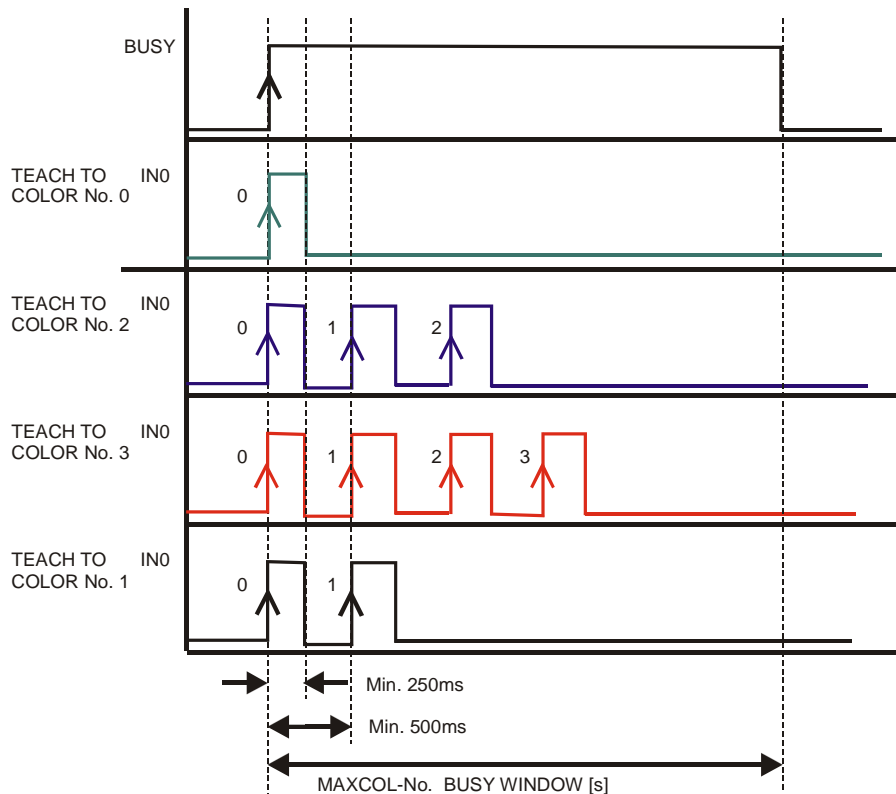 BUSY
TEACH TO IN0
COLOR No. 0
0
TEACH TO IN0
COLOR No. 2
0 1 2
TEACH TO IN0
COLOR No. 3
0 1 2 3
TEACH TO IN0
COLOR No. 1
0 1
Min. 250ms
Min. 500ms
MAXCOL-No. BUSY WINDOW [s]